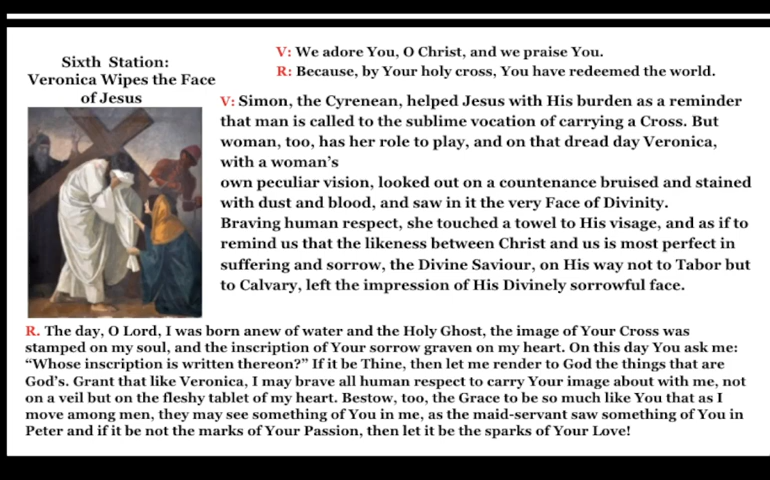 Sixth Station:
Veronica Wipes the Face
of Jesus
V: We adore You, O Christ, and we praise You.
R: Because, by Your holy cross, You have redeemed the world.
V: Simon, the Cyrenean, helped Jesus with His burden as a reminder
that man is called to the sublime vocation of carrying a Cross. But
woman, too, has her role to play, and on that dread day Veronica,
with a woman's
own peculiar vision, looked out on a countenance bruised and stained
with dust and blood, and saw in it the very Face of Divinity.
Braving human respect, she touched a towel to His visage, and as if to
remind us that the likeness between Christ and us is most perfect in
suffering and sorrow, the Divine Saviour, on His way not to Tabor but
to Calvary, left the impression of His Divinely sorrowful face.
R. The day, O Lord, I was born anew of water and the Holy Ghost, the image of Your Cross was
stamped on my soul, and the inscription of Your sorrow graven on my heart. On this day You ask me:
“Whose inscription is written thereon?” If it be Thine, then let me render to God the things that are
God's. Grant that like Veronica, I may brave all human respect to carry Your image about with me, not
on a veil but on the fleshy tablet of my heart. Bestow, too, the Grace to be so much like You that as I
move among men, they may see something of You in me, as the maid-servant saw something of You in
Peter and if it be not the marks of Your Passion, then let it be the sparks of Your Love!